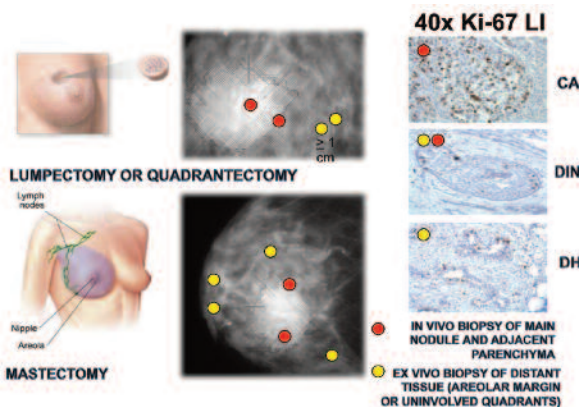 40x Ki-67 LI
CA
≥ 1
cm
LUMPECTOMY OR QUADRANTECTOMY
DIN
Lymph
nodes
DH
Nipple
Areola
MASTECTOMY
IN VIVO BIOPSY OF MAIN
NODULE AND ADJACENT
PARENCHYMA
EX VIVO BIOPSY OF DISTANT
TISSUE (AREOLAR MARGIN
OR UNINVOLVED QUADRANTS)